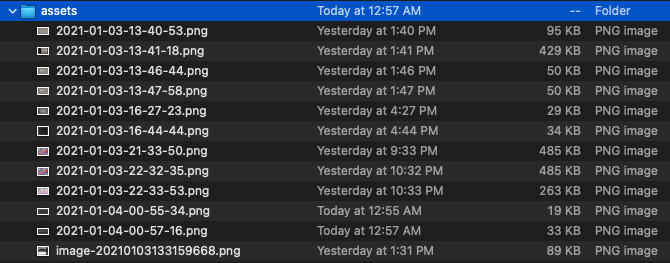 assets Today at 12:57 AM -- Folder
2021-01-03-13-40-53.png Yesterday at 1:40 PM 95 KB PNG image
2021-01-03-13-41-18.png Yesterday at 1:41 PM 429 KB PNG image
2021-01-03-13-46-44.png Yesterday at 1:46 PM 50 KB PNG image
2021-01-03-13-47-58.png Yesterday at 1:47 PM 50 KB PNG image
2021-01-03-16-27-23.png Yesterday at 4:27 PM 29 KB PNG image
2021-01-03-16-44-44.png Yesterday at 4:44 PM 34 KB PNG image
2021-01-03-21-33-50.png Yesterday at 9:33 PM 485 KB PNG image
2021-01-03-22-32-35.png Yesterday at 10:32 PM 485 KB PNG image
2021-01-03-22-33-53.png Yesterday at 10:33 PM 263 KB PNG image
2021-01-04-00-55-34.png Today at 12:55 AM 19 KB PNG image
2021-01-04-00-57-16.png Today at 12:57 AM 33 KB PNG image
image-20210103133159668.png Yesterday at 1:31 PM 89 KB PNG image